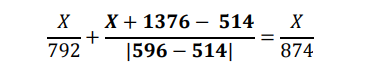 X/792 + X + 1376 − 514/|596 − 514| = X/874